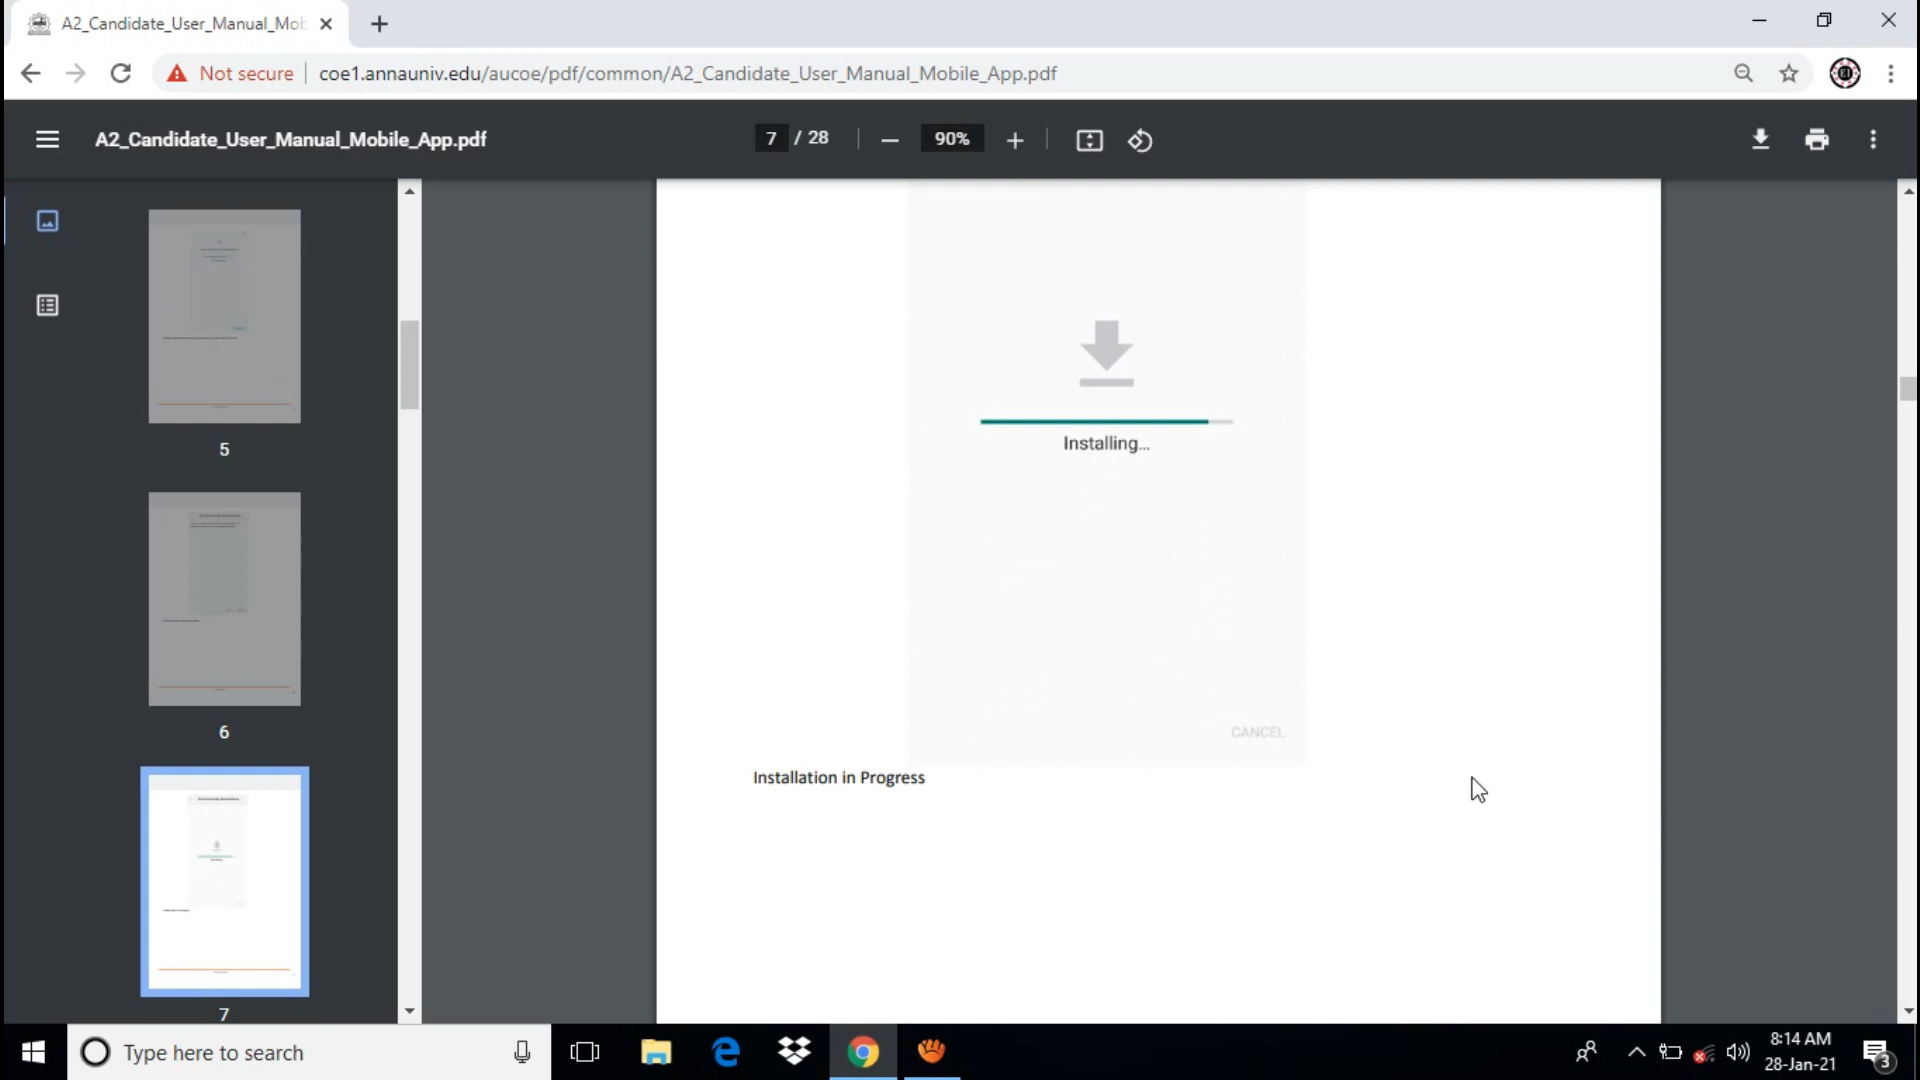 A2_Candidate_User_Manual_Mob
Not secure
coe1.annauniv.edu/aucoe/pdf/common/A2_Candidate_User_Manual_Mobile_App.pdf
A2_Candidate_User_Manual_Mobile_App.pdf
7 / 28
90%
5
6
7
Installing...
CANCEL
Installation in Progress
Type here to search
8:14 AM
28-Jan-21
3